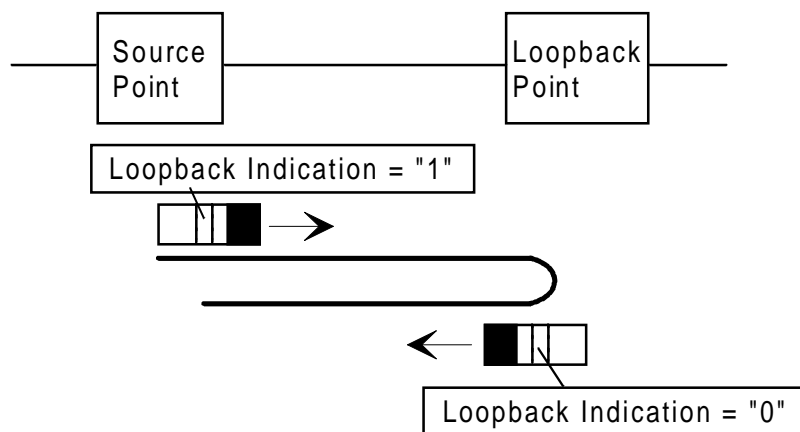 Source
Point
Loopback
Point
Loopback Indication = "1"
Loopback Indication = "0"